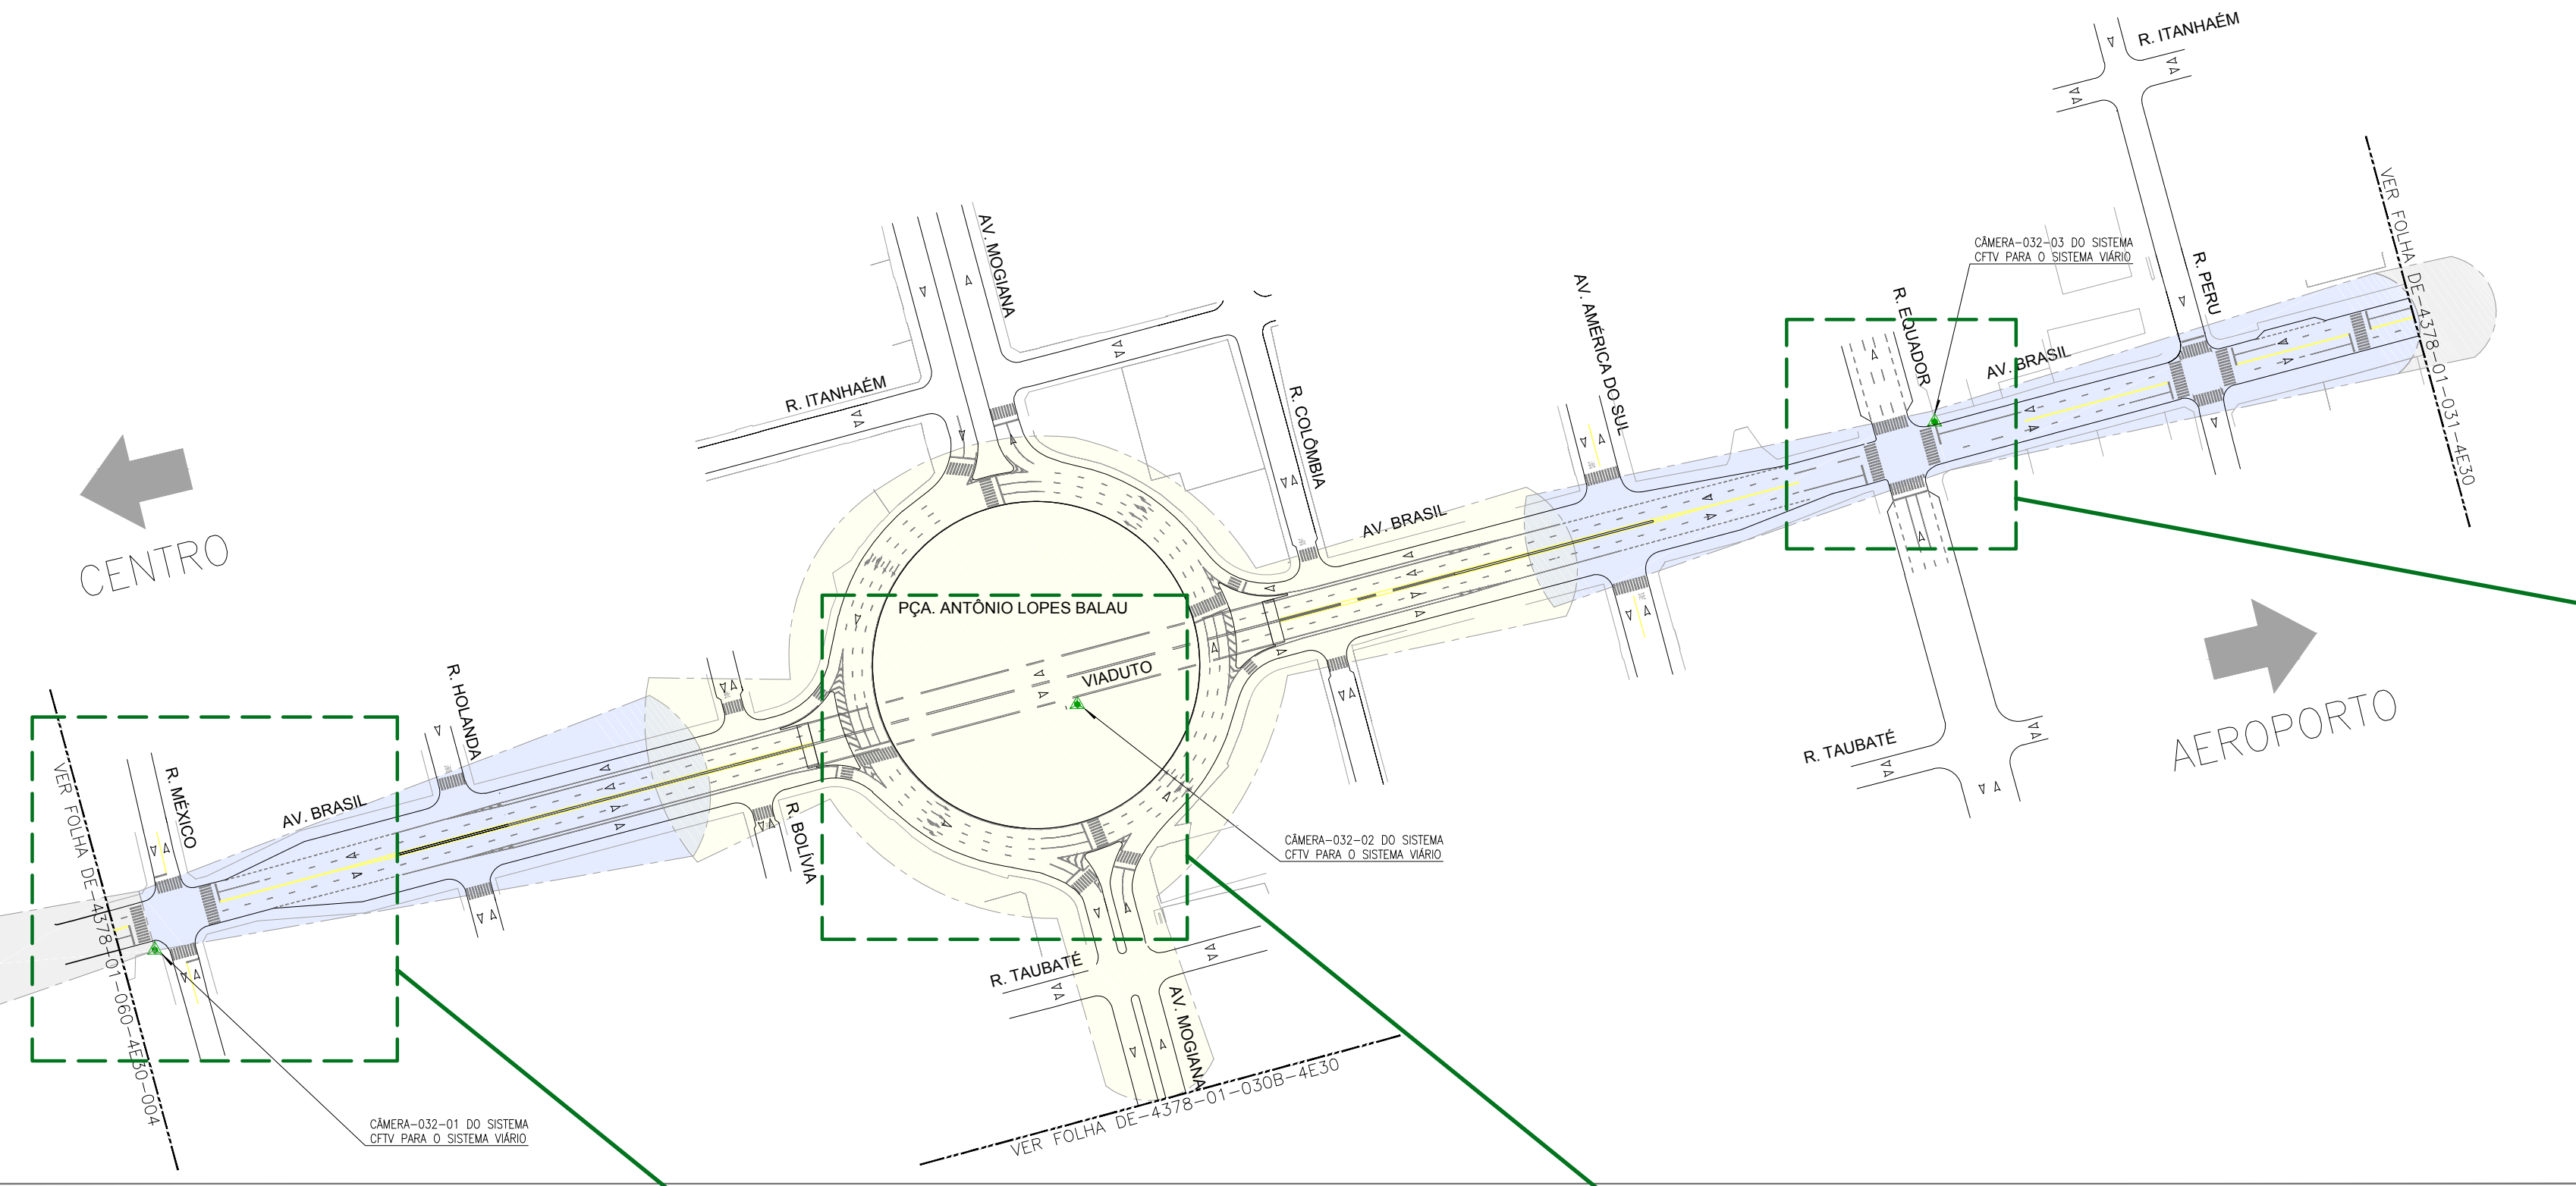 R. ITANHAÉM
VER FOLHA DE-4378-01-031-4E30
AV. MOGIANA
CÂMERA-032-03 DO SISTEMA
CFTV PARA O SISTEMA VIÁRIO
R. PERU
AV. AMÉRICA DO SUL
R. EQUADOR
AV. BRASIL
R. ITANHAÉM
R. COLÔMBIA
AV. BRASIL
CENTRO
PÇA. ANTÔNIO LOPES BALAU
VIADUTO
R. HOLANDA
AEROPORTO
R. TAUBATÉ
R. MÉXICO
AV. BRASIL
R. BOLÍVIA
VER FOLHA DE-4378-01-060-4E30-004
CÂMERA-032-02 DO SISTEMA
CFTV PARA O SISTEMA VIÁRIO
R. TAUBATÉ
AV. MOGIANA
VER FOLHA DE-4378-01-030B-4E30
CÂMERA-032-01 DO SISTEMA
CFTV PARA O SISTEMA VIÁRIO